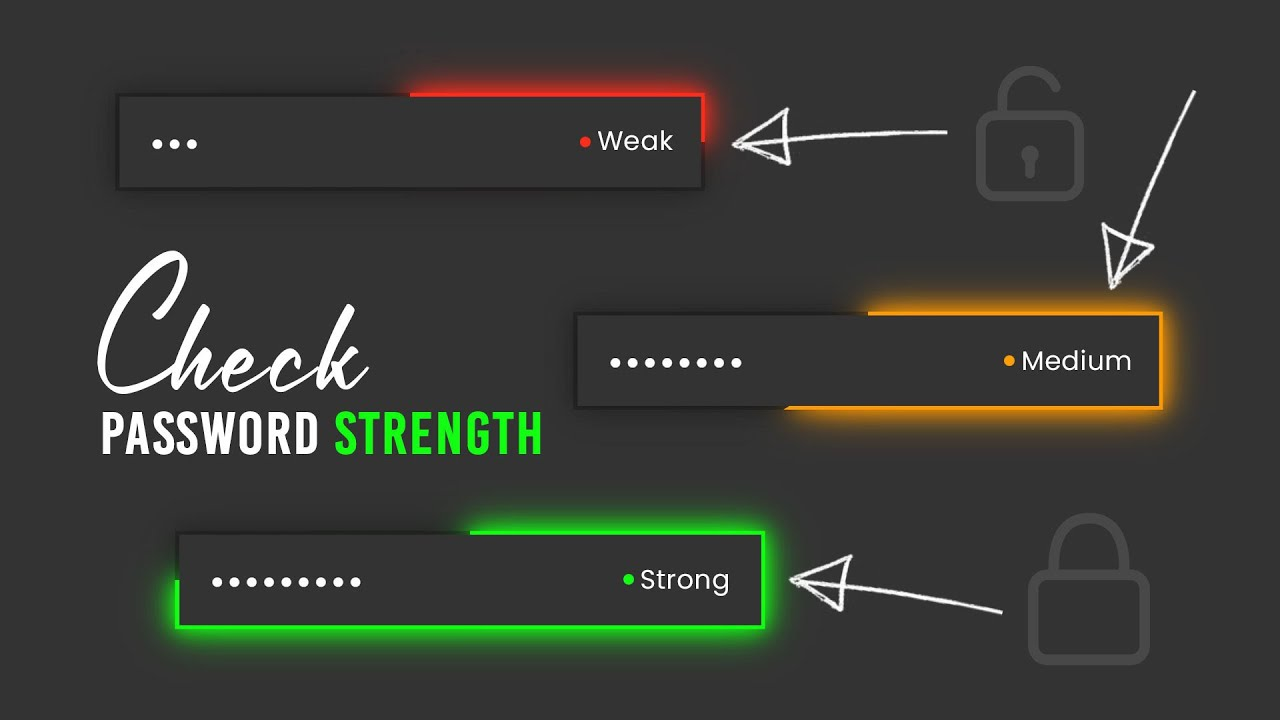 ••• • Weak
Check
PASSWORD STRENGTH
•••••••• • Medium
••••••••• • Strong